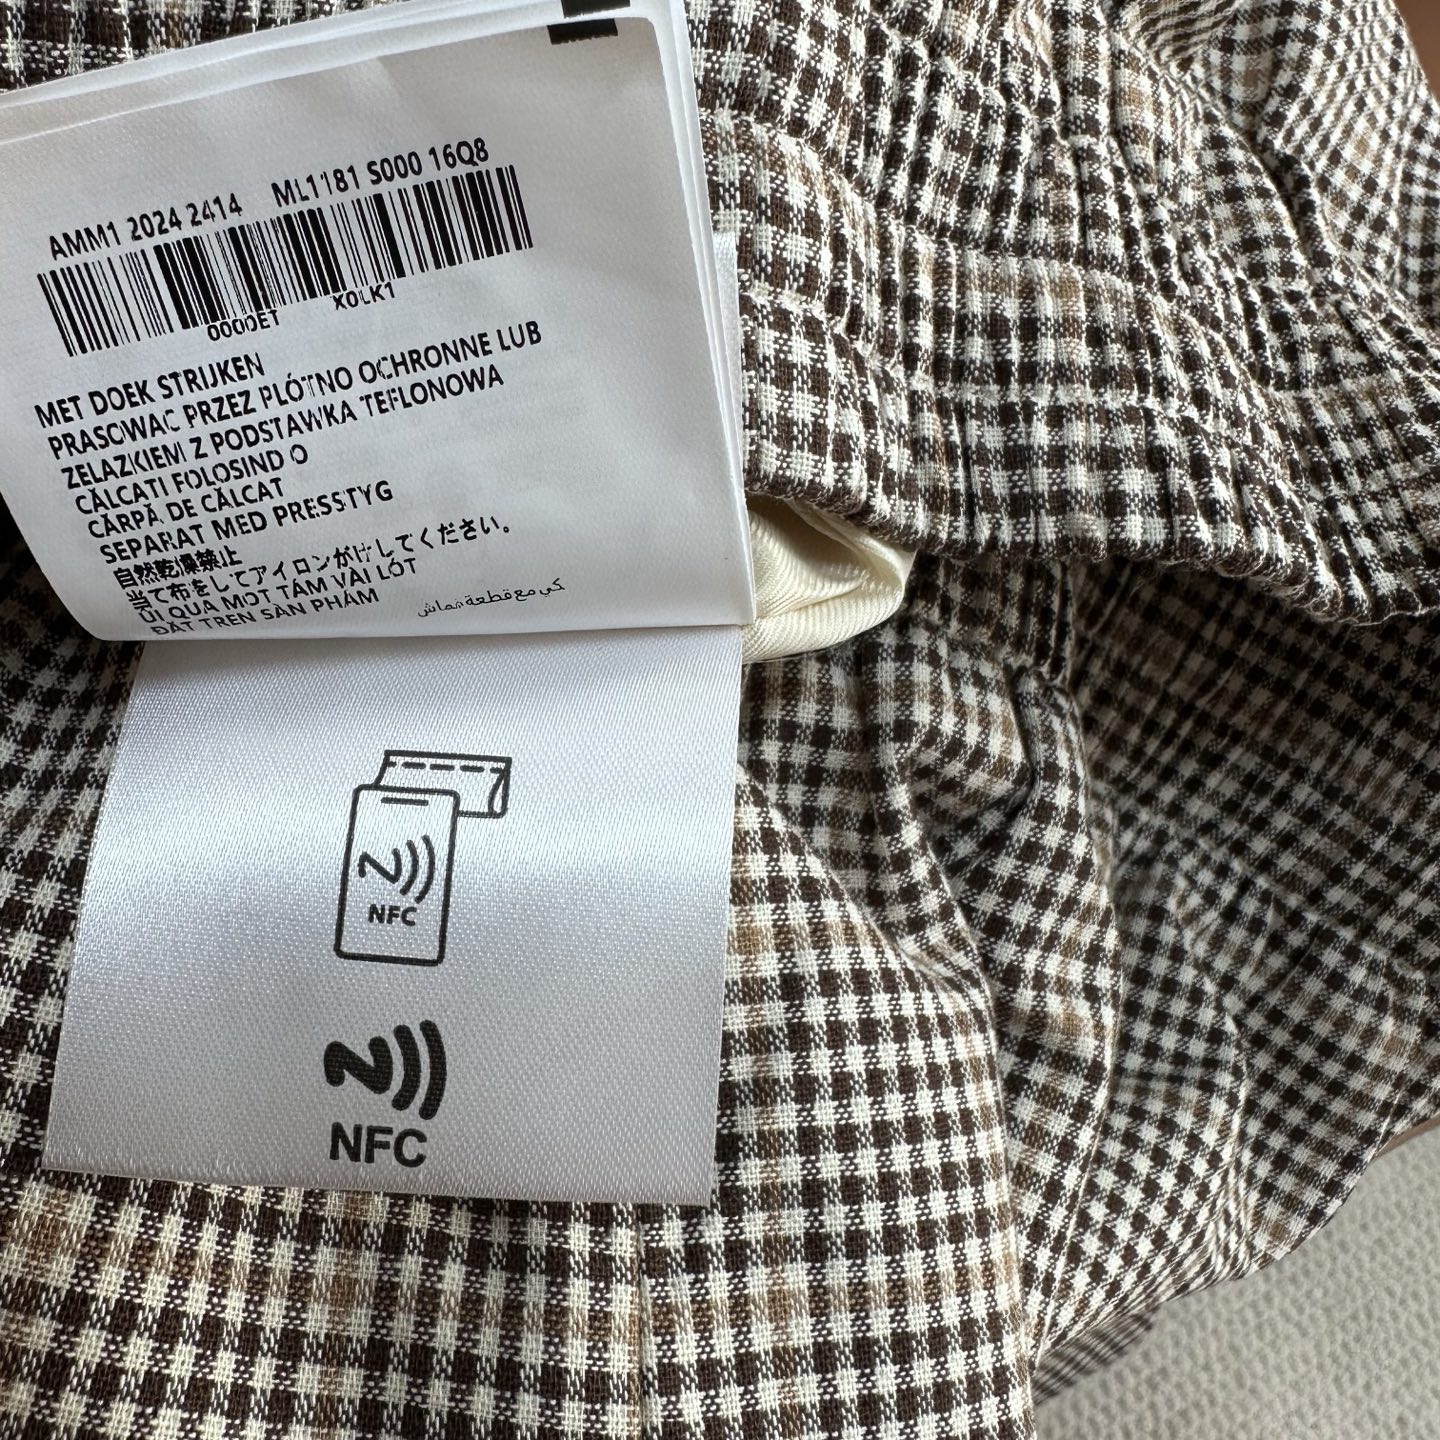 AMM1 2024 2414 ML1181 S000 16Q8
0000ET X0LK1
MET DOEK STRIJKEN
PRASOWAC PRZEZ PLÓTNO OCHRONNE LUB
ZELAZKIEM Z PODSTAWKA TEFLONOWA
CĂLCATI FOLOSIND O
CÂRPĂ DE CĂLCAT
SEPARAT MED PRESSTYG
自然乾燥禁止
当て布をしてアイロンがけしてください。
ỦI QUA MỘT TẤM VẢI LÓT
ĐẶT TRÊN SẢN PHẨM
كي مع قطعة قماش
NFC
NFC